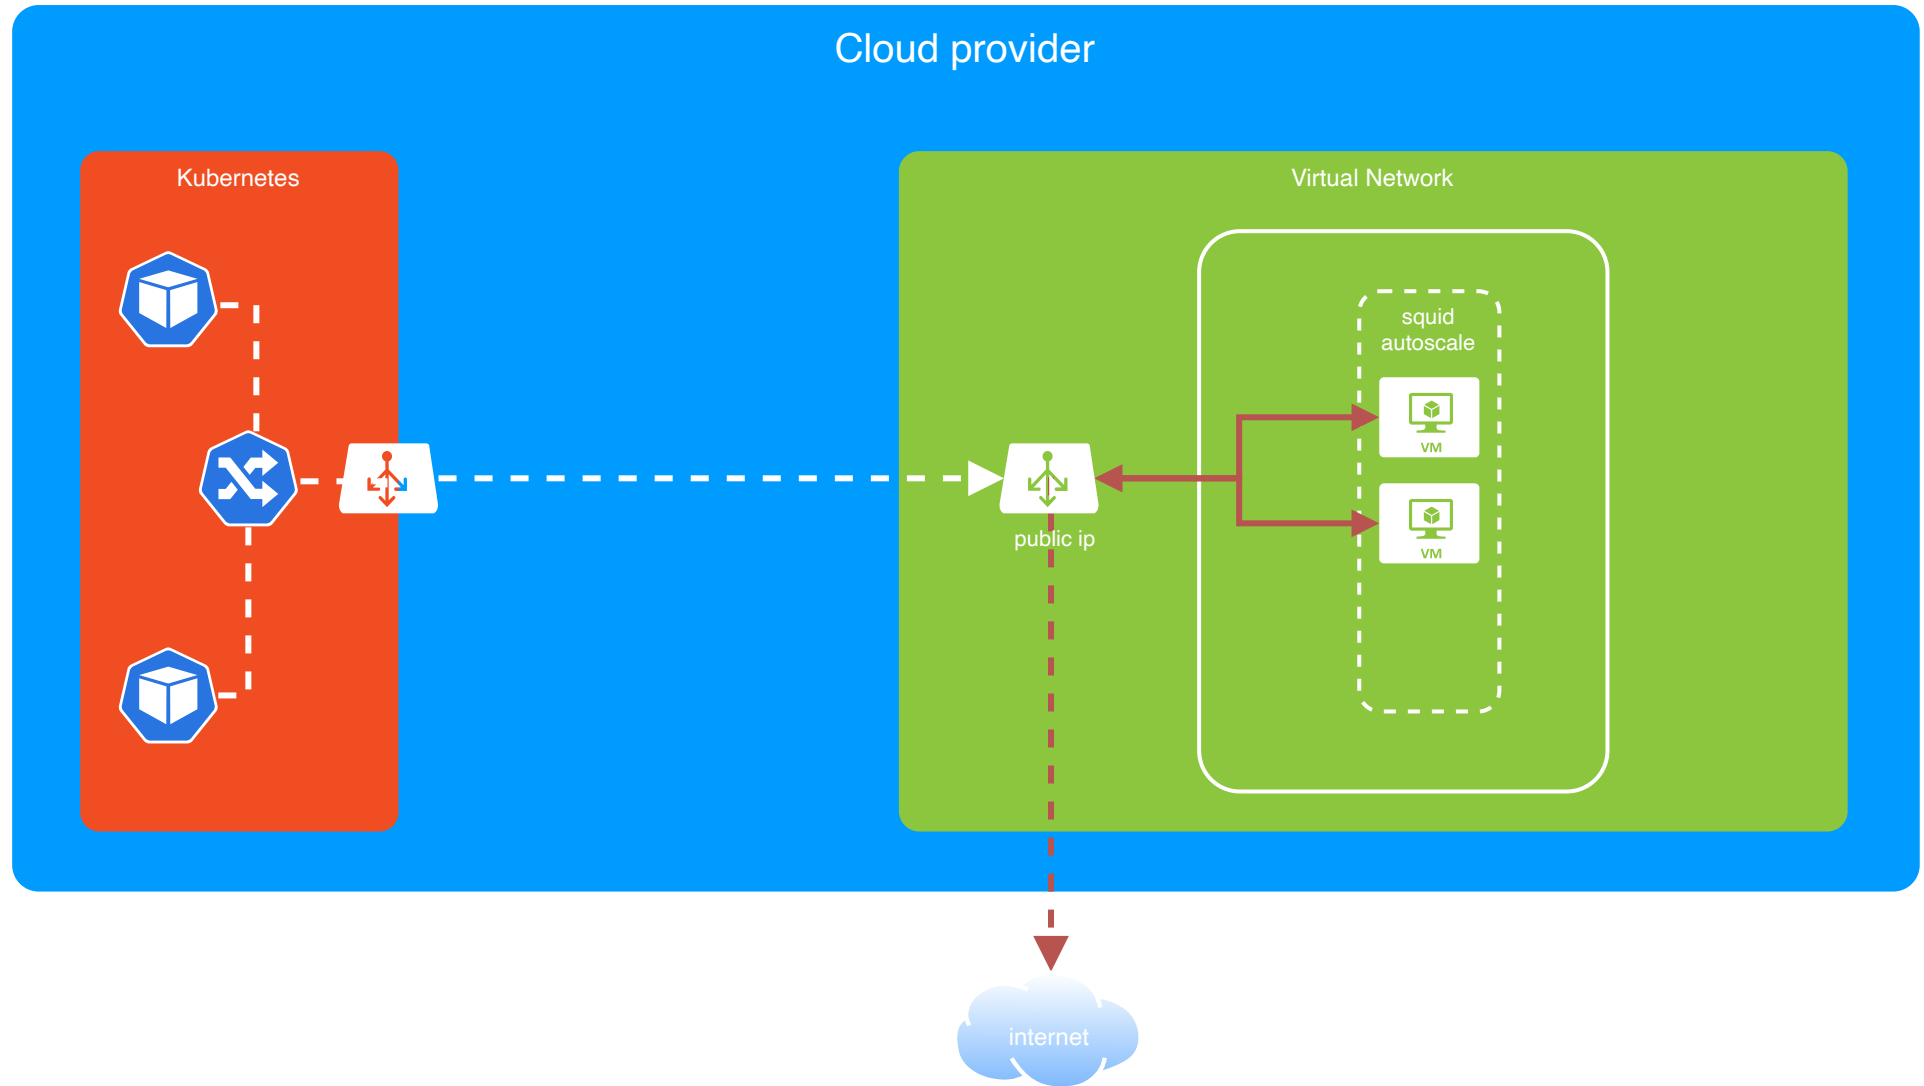 Cloud provider
Kubernetes
Virtual Network
squid
autoscale
VM
VM
public ip
internet